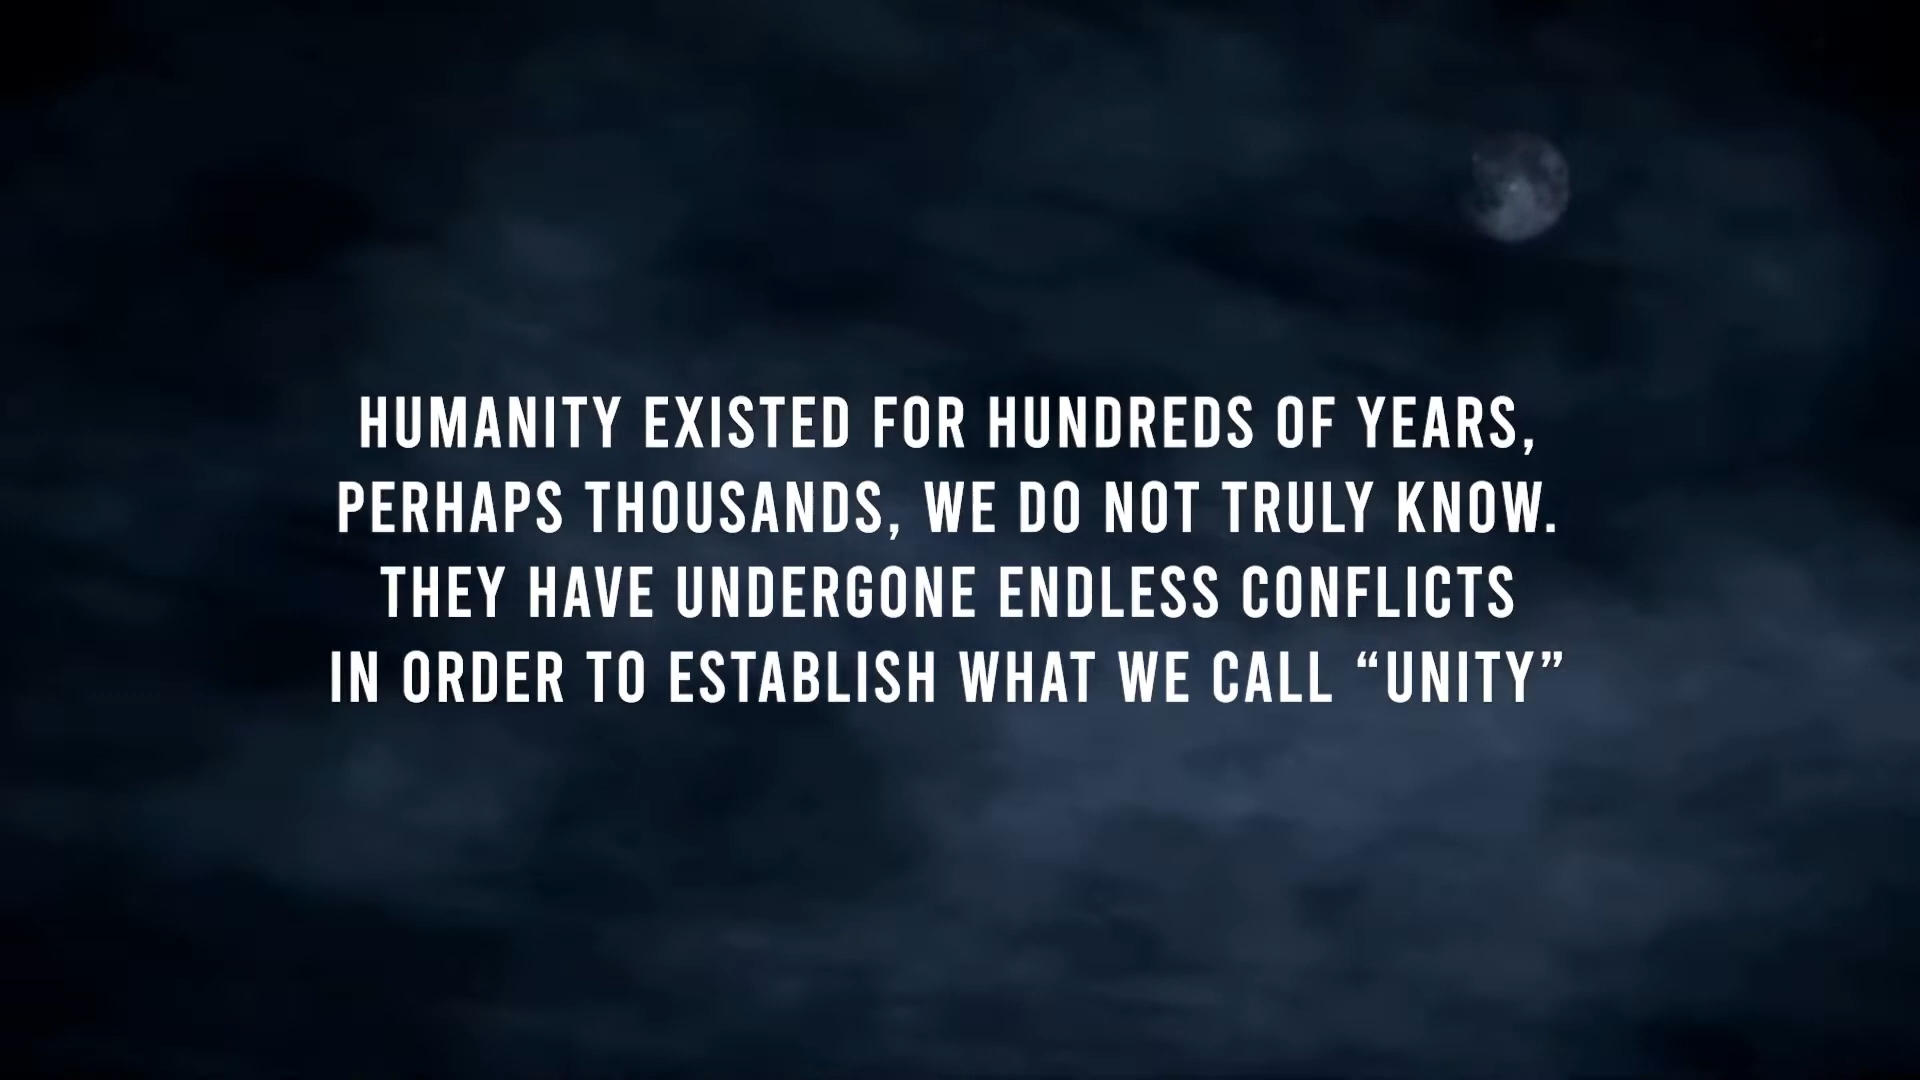 HUMANITY EXISTED FOR HUNDREDS OF YEARS,
PERHAPS THOUSANDS, WE DO NOT TRULY KNOW.
THEY HAVE UNDERGONE ENDLESS CONFLICTS
IN ORDER TO ESTABLISH WHAT WE CALL “UNITY”